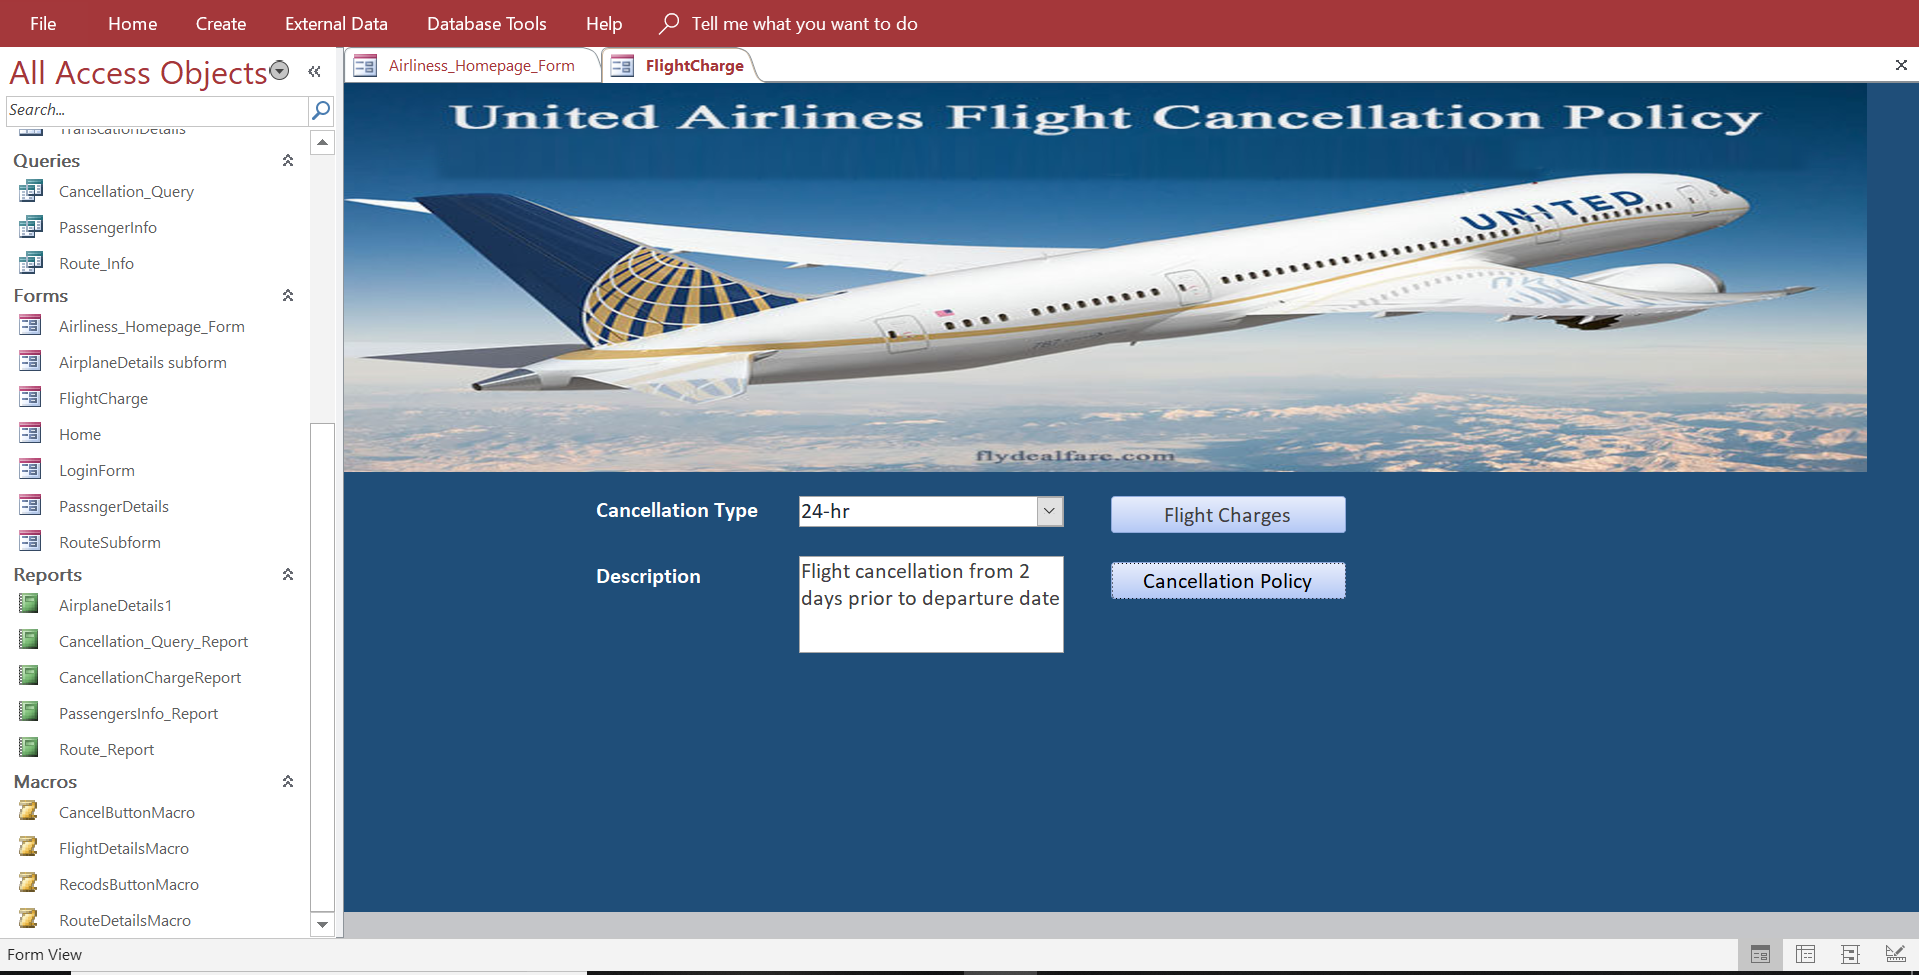 File Home Create External Data Database Tools Help Tell me what you want to do
All Access Objects
Airliness_Homepage_Form FlightCharge
Search...
TranscationDetails
Queries
Cancellation_Query
PassengerInfo
Route_Info
Forms
Airliness_Homepage_Form
AirplaneDetails subform
FlightCharge
Home
LoginForm
PassngerDetails
RouteSubform
Reports
AirplaneDetails1
Cancellation_Query_Report
CancellationChargeReport
PassengersInfo_Report
Route_Report
Macros
CancelButtonMacro
FlightDetailsMacro
RecodsButtonMacro
RouteDetailsMacro
United Airlines Flight Cancellation Policy
UNITED
787
flydealfare.com
Cancellation Type 24-hr Flight Charges
Description
Flight cancellation from 2
days prior to departure date
Cancellation Policy
Form View